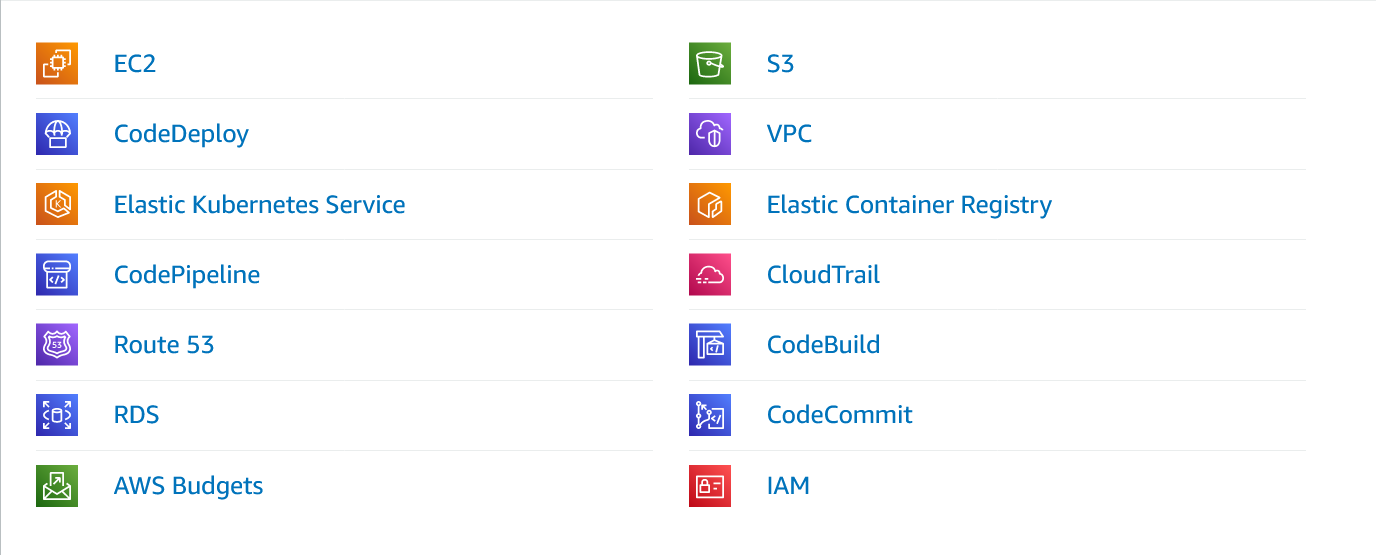 EC2
S3
CodeDeploy
VPC
Elastic Kubernetes Service
Elastic Container Registry
CodePipeline
CloudTrail
53
Route 53
CodeBuild
RDS
CodeCommit
AWS Budgets
IAM